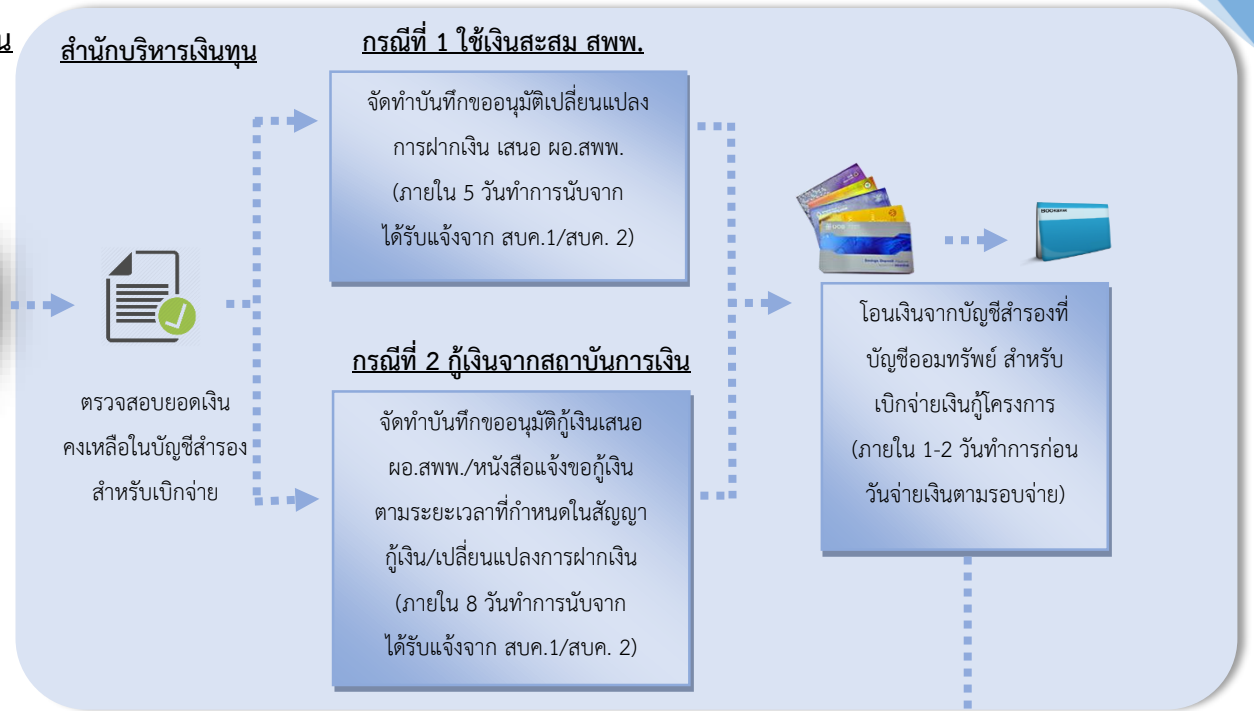 น
สำนักบริหารเงินทุน
กรณีที่ 1 ใช้เงินสะสม สพพ.
จัดทำบันทึกขออนุมัติเปลี่ยนแปลง
การฝากเงิน เสนอ ผอ.สพพ.
(ภายใน 5 วันทำการนับจาก
ได้รับแจ้งจาก สบค.1/สบค. 2)
ตรวจสอบยอดเงิน
คงเหลือในบัญชีสำรอง
สำหรับเบิกจ่าย
กรณีที่ 2 กู้เงินจากสถาบันการเงิน
จัดทำบันทึกขออนุมัติกู้เงินเสนอ
ผอ.สพพ./หนังสือแจ้งขอกู้เงิน
ตามระยะเวลาที่กำหนดในสัญญา
กู้เงิน/เปลี่ยนแปลงการฝากเงิน
(ภายใน 8 วันทำการนับจาก
ได้รับแจ้งจาก สบค.1/สบค. 2)
โอนเงินจากบัญชีสำรองที่
บัญชีออมทรัพย์ สำหรับ
เบิกจ่ายเงินกู้โครงการ
(ภายใน 1-2 วันทำการก่อน
วันจ่ายเงินตามรอบจ่าย)